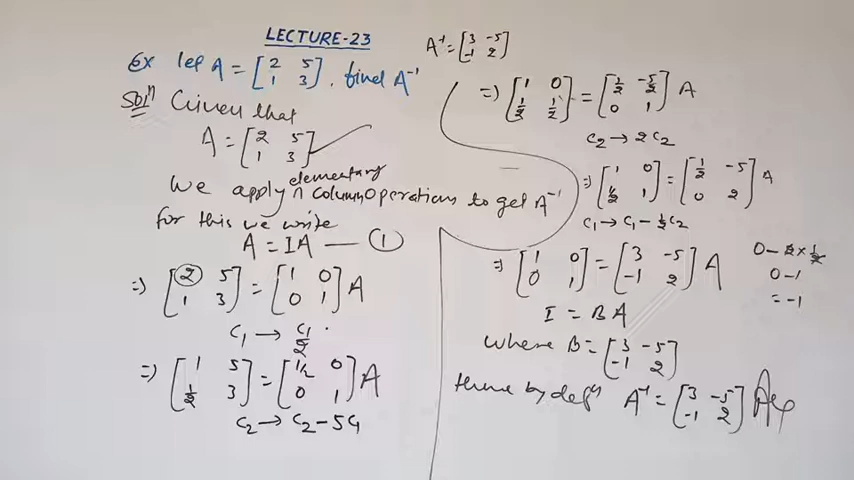 LECTURE-23
Ex let A = [2 5; 1 3], find A⁻¹
Solⁿ Given that
A = [2 5; 1 3]
We apply elementary column operations to get A⁻¹
for this we write
A = IA — (1)
=) [2 5; 1 3] = [1 0; 0 1] A
C₁ → C₁/2
=) [1 5; 1/2 3] = [1/2 0; 0 1] A
C₂ → C₂ - 5C₁
A⁻¹ = [3 -5; -1 2]
=) [1 0; 1/2 1/2] = [1/2 -5/2; 0 1] A
C₂ → 2C₂
=) [1 0; 1/2 1] = [1/2 -5; 0 2] A
C₁ → C₁ - 1/2 C₂
=) [1 0; 0 1] = [3 -5; -1 2] A
0 - 2 × 1/2
0 - 1
= -1
I = BA
where B = [3 -5; -1 2]
by defⁿ A⁻¹ = [3 -5; -1 2]